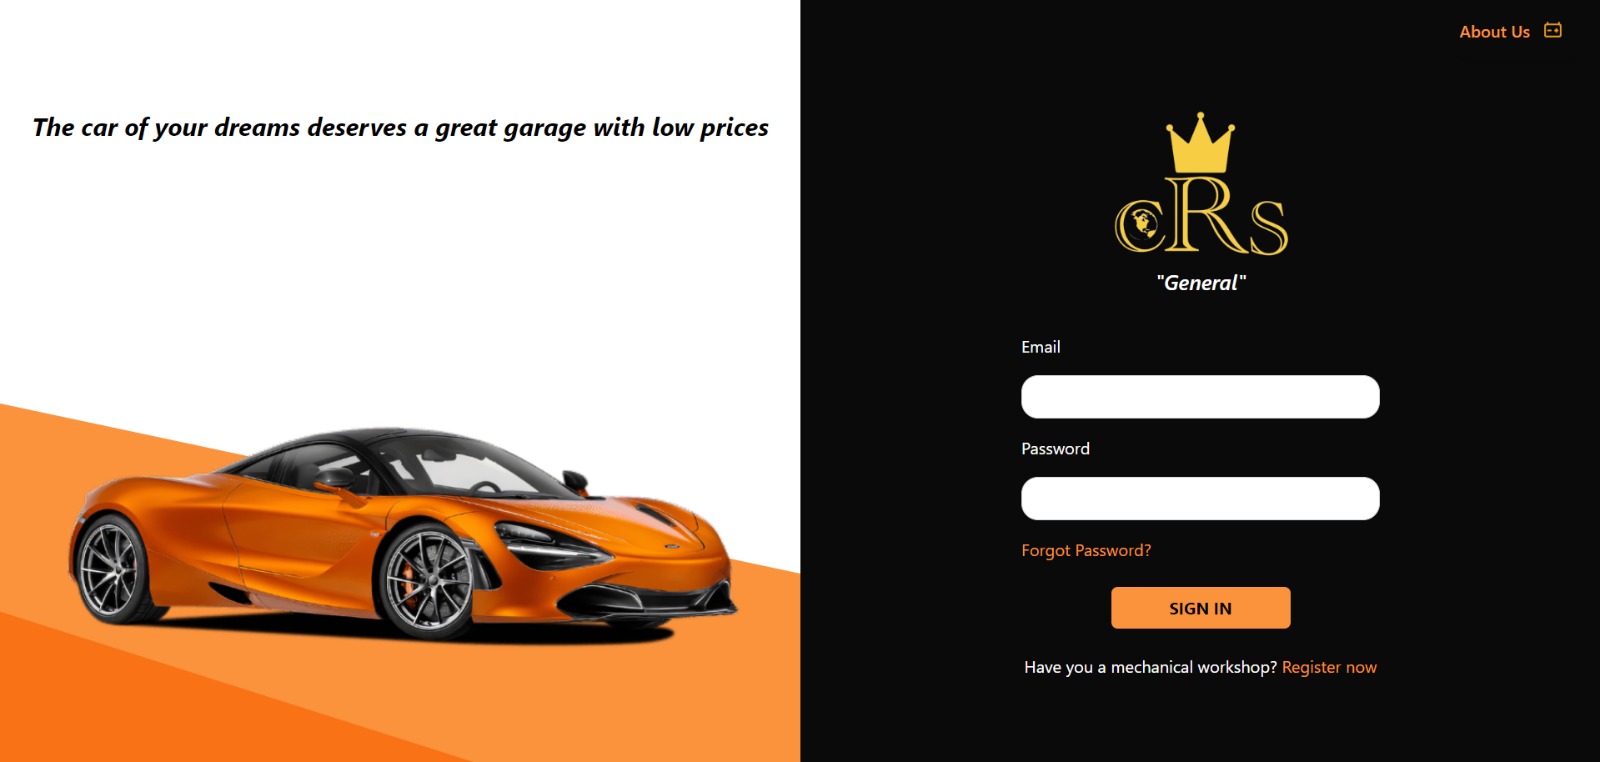 About Us
The car of your dreams deserves a great garage with low prices
cRs
"General"
Email
Password
Forgot Password?
SIGN IN
Have you a mechanical workshop? Register now